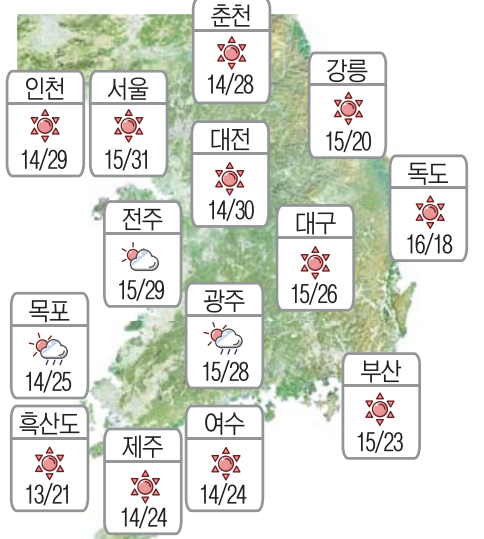 춘천
14/28
강릉
15/20
인천
14/29
서울
15/31
대전
14/30
독도
16/18
전주
15/29
대구
15/26
목포
14/25
광주
15/28
부산
15/23
흑산도
13/21
제주
14/24
여수
14/24